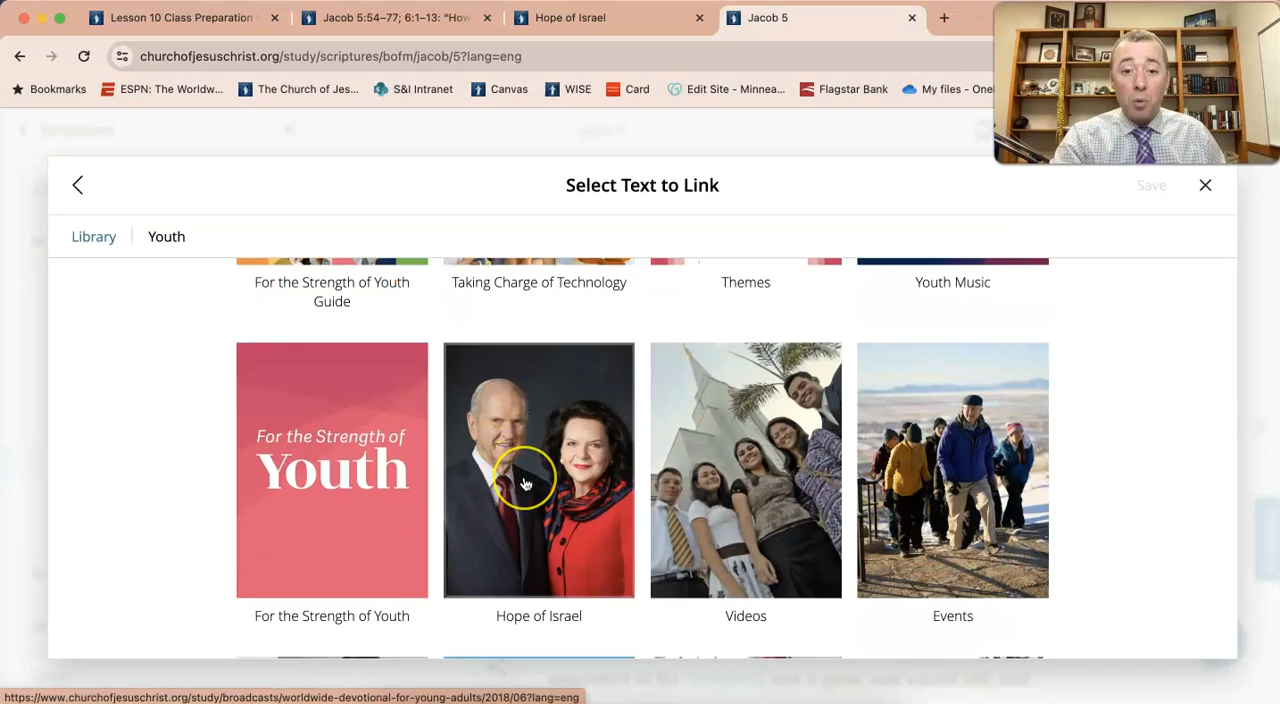 Lesson 10 Class Preparation
Jacob 5:54–77; 6:1–13: “How
Hope of Israel
Jacob 5
churchofjesuschrist.org/study/scriptures/bofm/jacob/5?lang=eng
Bookmarks
ESPN: The Worldw...
The Church of Jes...
S&I Intranet
Canvas
WISE
Card
Edit Site - Minnea...
Flagstar Bank
My files - One
Select Text to Link
Save
Library
Youth
For the Strength of Youth
Guide
Taking Charge of Technology
Themes
Youth Music
For the Strength of
Youth
For the Strength of Youth
Hope of Israel
Videos
Events
https://www.churchofjesuschrist.org/study/broadcasts/worldwide-devotional-for-young-adults/2018/06?lang=eng